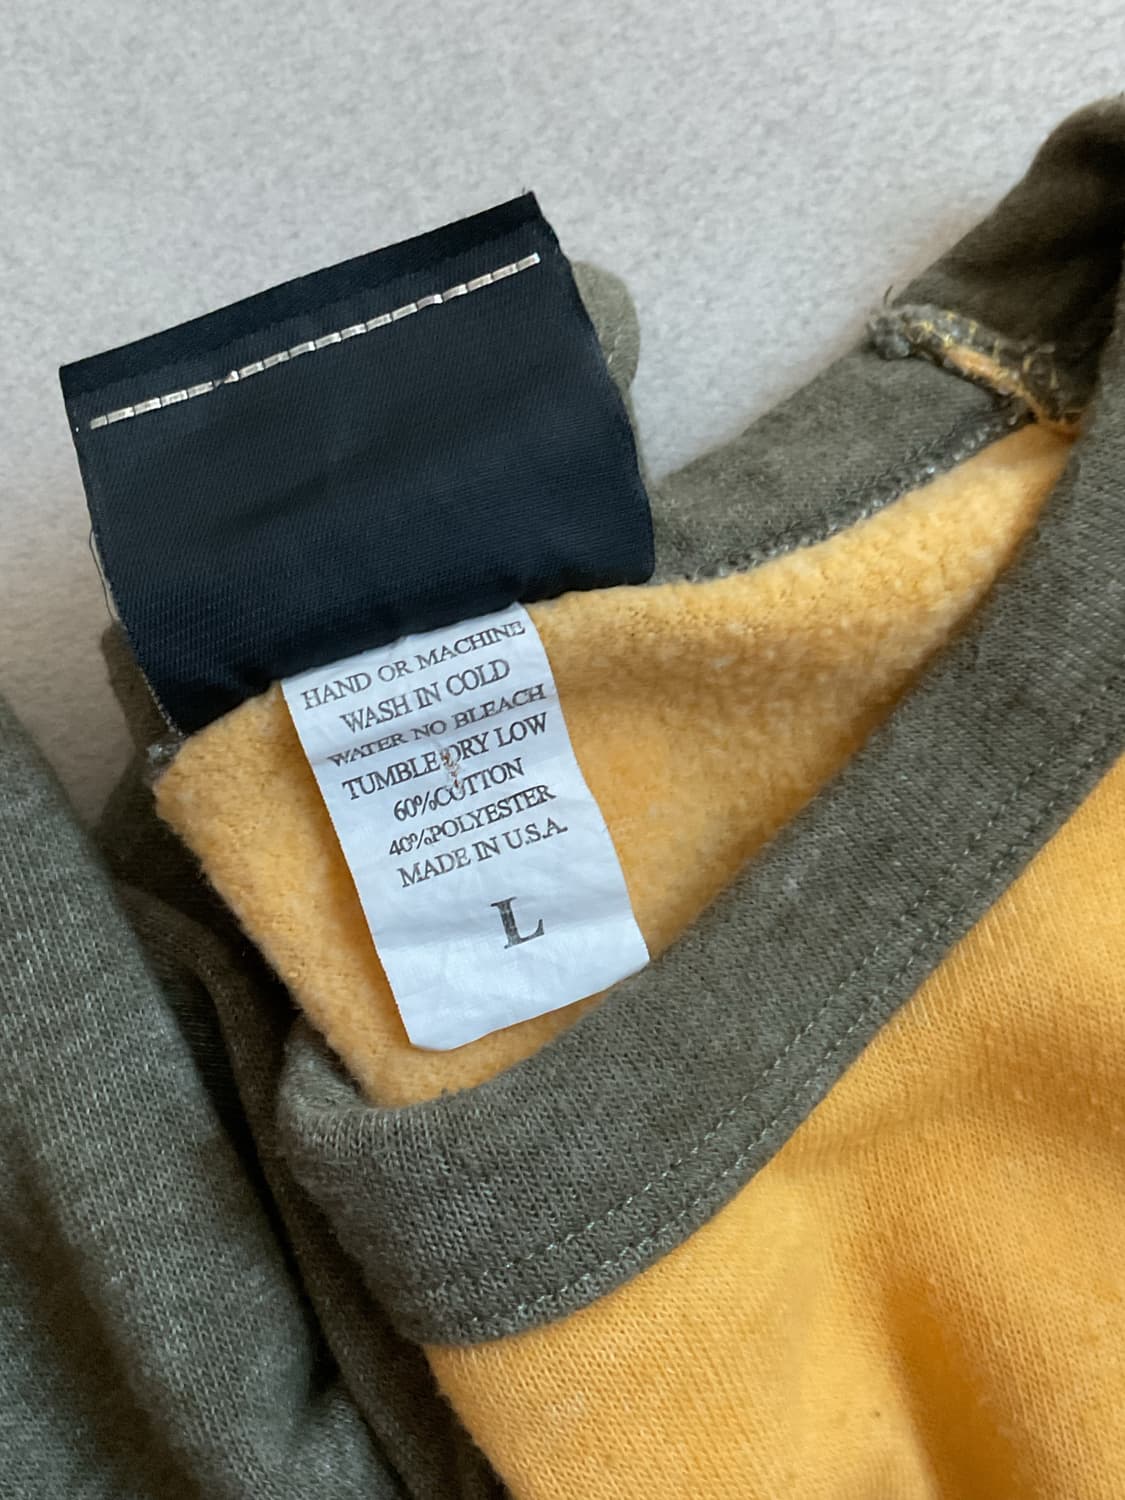 HAND OR MACHINE
WASH IN COLD
WATER NO BLEACH
TUMBLE DRY LOW
60%COTTON
40%POLYESTER
MADE IN U.S.A.
L